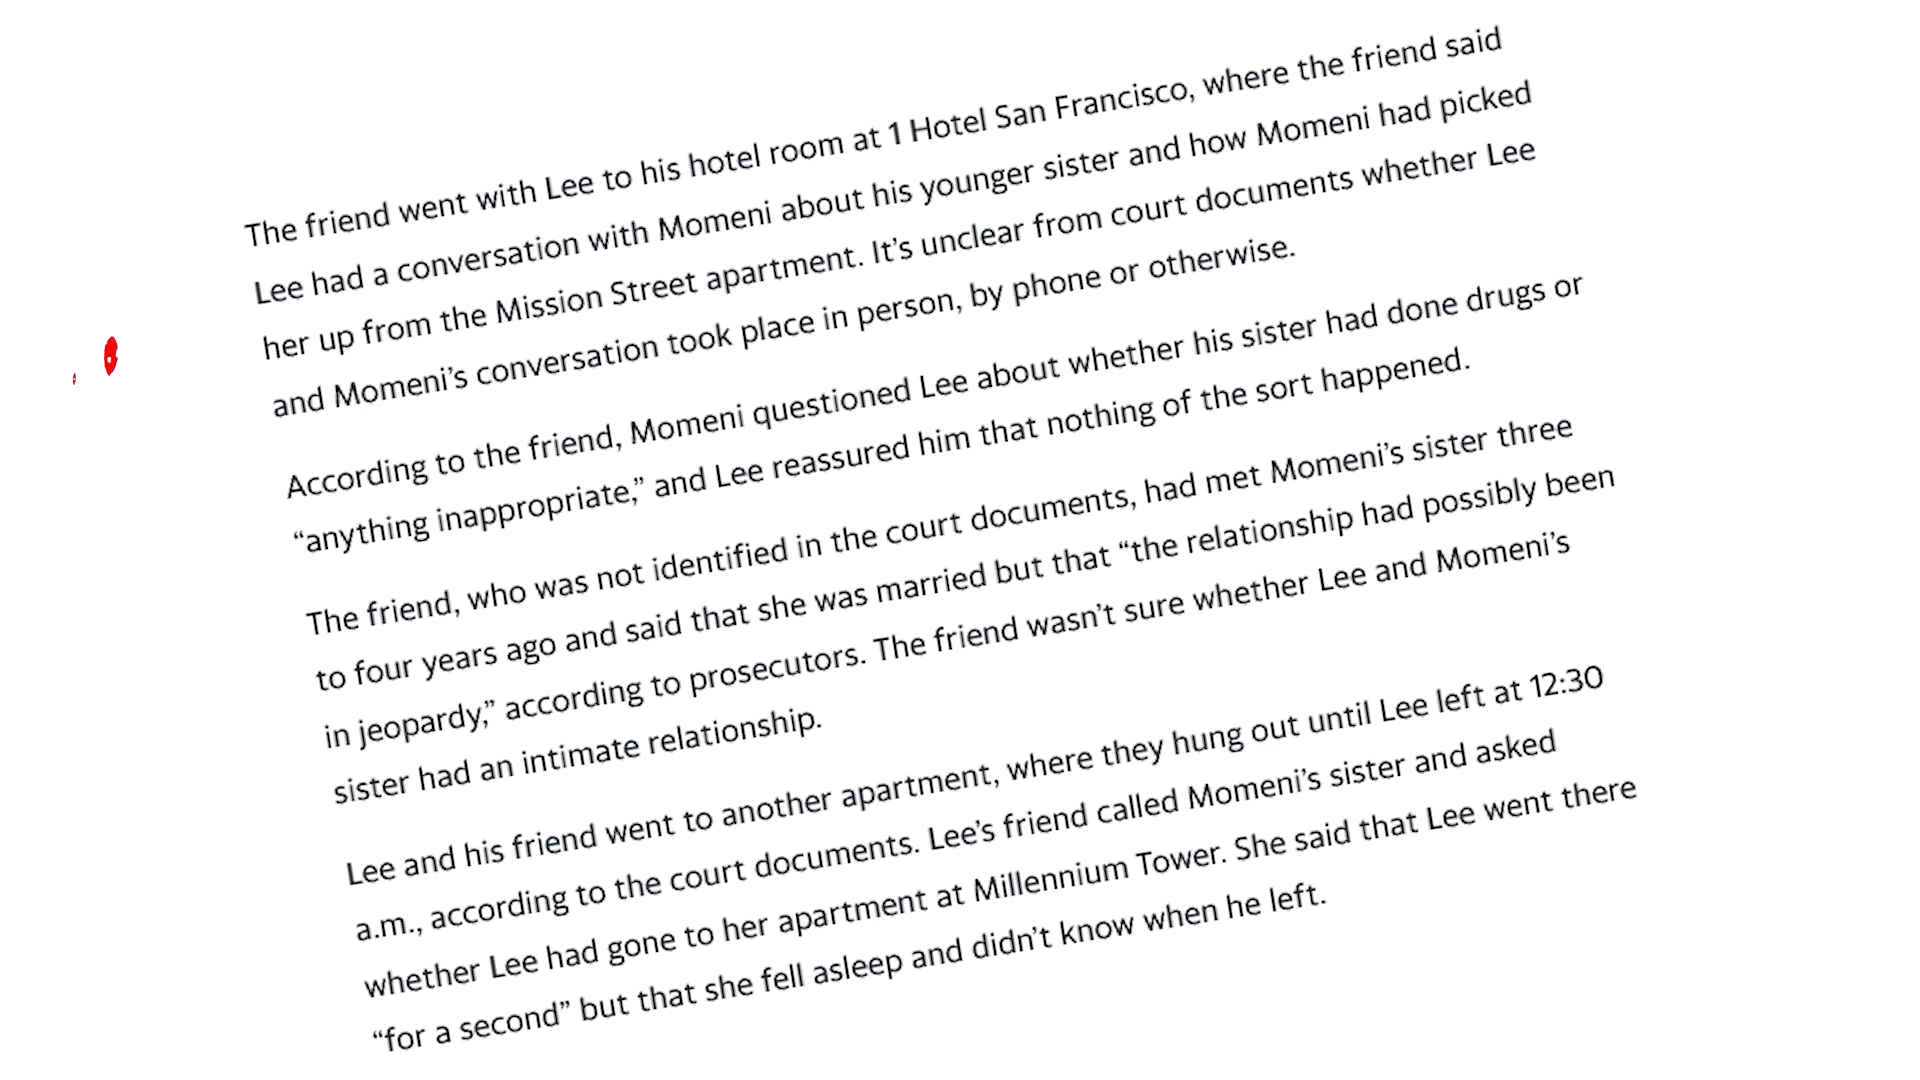 The friend went with Lee to his hotel room at 1 Hotel San Francisco, where the friend said
Lee had a conversation with Momeni about his younger sister and how Momeni had picked
her up from the Mission Street apartment. It’s unclear from court documents whether Lee
and Momeni’s conversation took place in person, by phone or otherwise.
According to the friend, Momeni questioned Lee about whether his sister had done drugs or
“anything inappropriate,” and Lee reassured him that nothing of the sort happened.
The friend, who was not identified in the court documents, had met Momeni’s sister three
to four years ago and said that she was married but that “the relationship had possibly been
in jeopardy,” according to prosecutors. The friend wasn’t sure whether Lee and Momeni’s
sister had an intimate relationship.
Lee and his friend went to another apartment, where they hung out until Lee left at 12:30
a.m., according to the court documents. Lee’s friend called Momeni’s sister and asked
whether Lee had gone to her apartment at Millennium Tower. She said that Lee went there
“for a second” but that she fell asleep and didn’t know when he left.